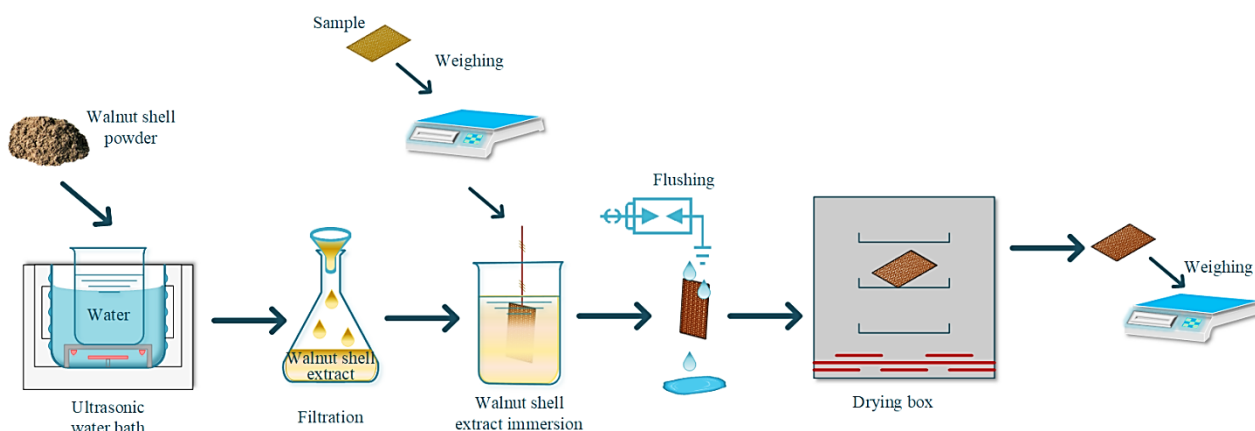 Sample
Weighing
Walnut shell
powder
Flushing
Weighing
Water
Walnut shell
extract
Ultrasonic
water bath
Filtration
Walnut shell
extract immersion
Drying box